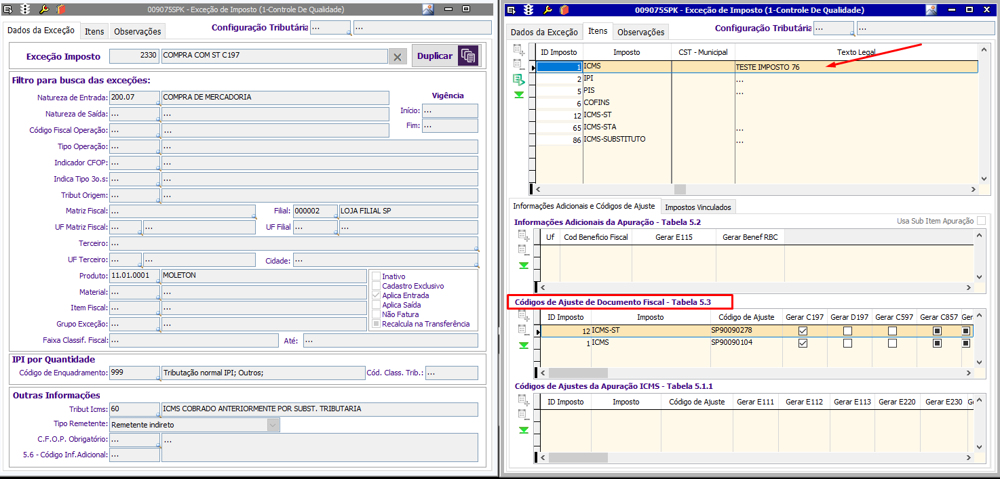 009075SPK - Exceção de Imposto (1-Controle De Qualidade)
Dados da Exceção Itens Observações Configuração Tributária ... ...
Exceção Imposto 2330 COMPRA COM ST C197 Duplicar
Filtro para busca das exceções:
Natureza de Entrada: 200.07 COMPRA DE MERCADORIA Vigência
Início: ...
Natureza de Saída: ... ...
Fim: ...
Código Fiscal Operação: ... ...
Tipo Operação: ... ...
Indicador CFOP: ... ...
Indica Tipo 3o.s: ... ...
Tribut Origem: ... ...
Matriz Fiscal: ... Filial: 000002 LOJA FILIAL SP
UF Matriz Fiscal: ... ... UF Filial ... ...
Terceiro: ...
UF Terceiro: ... ... Cidade: ...
Produto: 11.01.0001 MOLETON
Material: ... ...
Item Fiscal: ... ...
Grupo Exceção: ... ...
Inativo
Cadastro Exclusivo
Aplica Entrada
Aplica Saída
Não Fatura
Recalcula na Transferência
Faixa Classif. Fiscal: ... Até: ...
IPI por Quantidade
Código de Enquadramento: 999 Tributação normal IPI; Outros; Cód. Class. Trib.: ...
Outras Informações
Tribut Icms: 60 ICMS COBRADO ANTERIORMENTE POR SUBST. TRIBUTARIA
Tipo Remetente: Remetente indireto
C.F.O.P. Obrigatório: ... ...
5.6 - Código Inf.Adicional: ...
009075SPK - Exceção de Imposto (1-Controle De Qualidade)
Dados da Exceção Itens Observações Configuração Tributária ... ...
ID Imposto Imposto CST - Municipal Texto Legal
1 ICMS TESTE IMPOSTO 76
2 IPI ...
5 PIS ...
6 COFINS
12 ICMS-ST
65 ICMS-STA ...
86 ICMS-SUBSTITUTO ...
Informações Adicionais e Códigos de Ajuste Impostos Vinculados
Informações Adicionais da Apuração - Tabela 5.2 Usa Sub Item Apuração
Uf Cod Beneficio Fiscal Gerar E115 Gerar Benef RBC
Códigos de Ajuste de Documento Fiscal - Tabela 5.3
ID Imposto Imposto Código de Ajuste Gerar C197 Gerar D197 Gerar C597 Gerar C857 Ger
12 ICMS-ST SP90090278
1 ICMS SP90090104
Códigos de Ajustes da Apuração ICMS - Tabela 5.1.1
ID Imposto Imposto Código de Ajuste Gerar E111 Gerar E112 Gerar E113 Gerar E220 Gerar E230